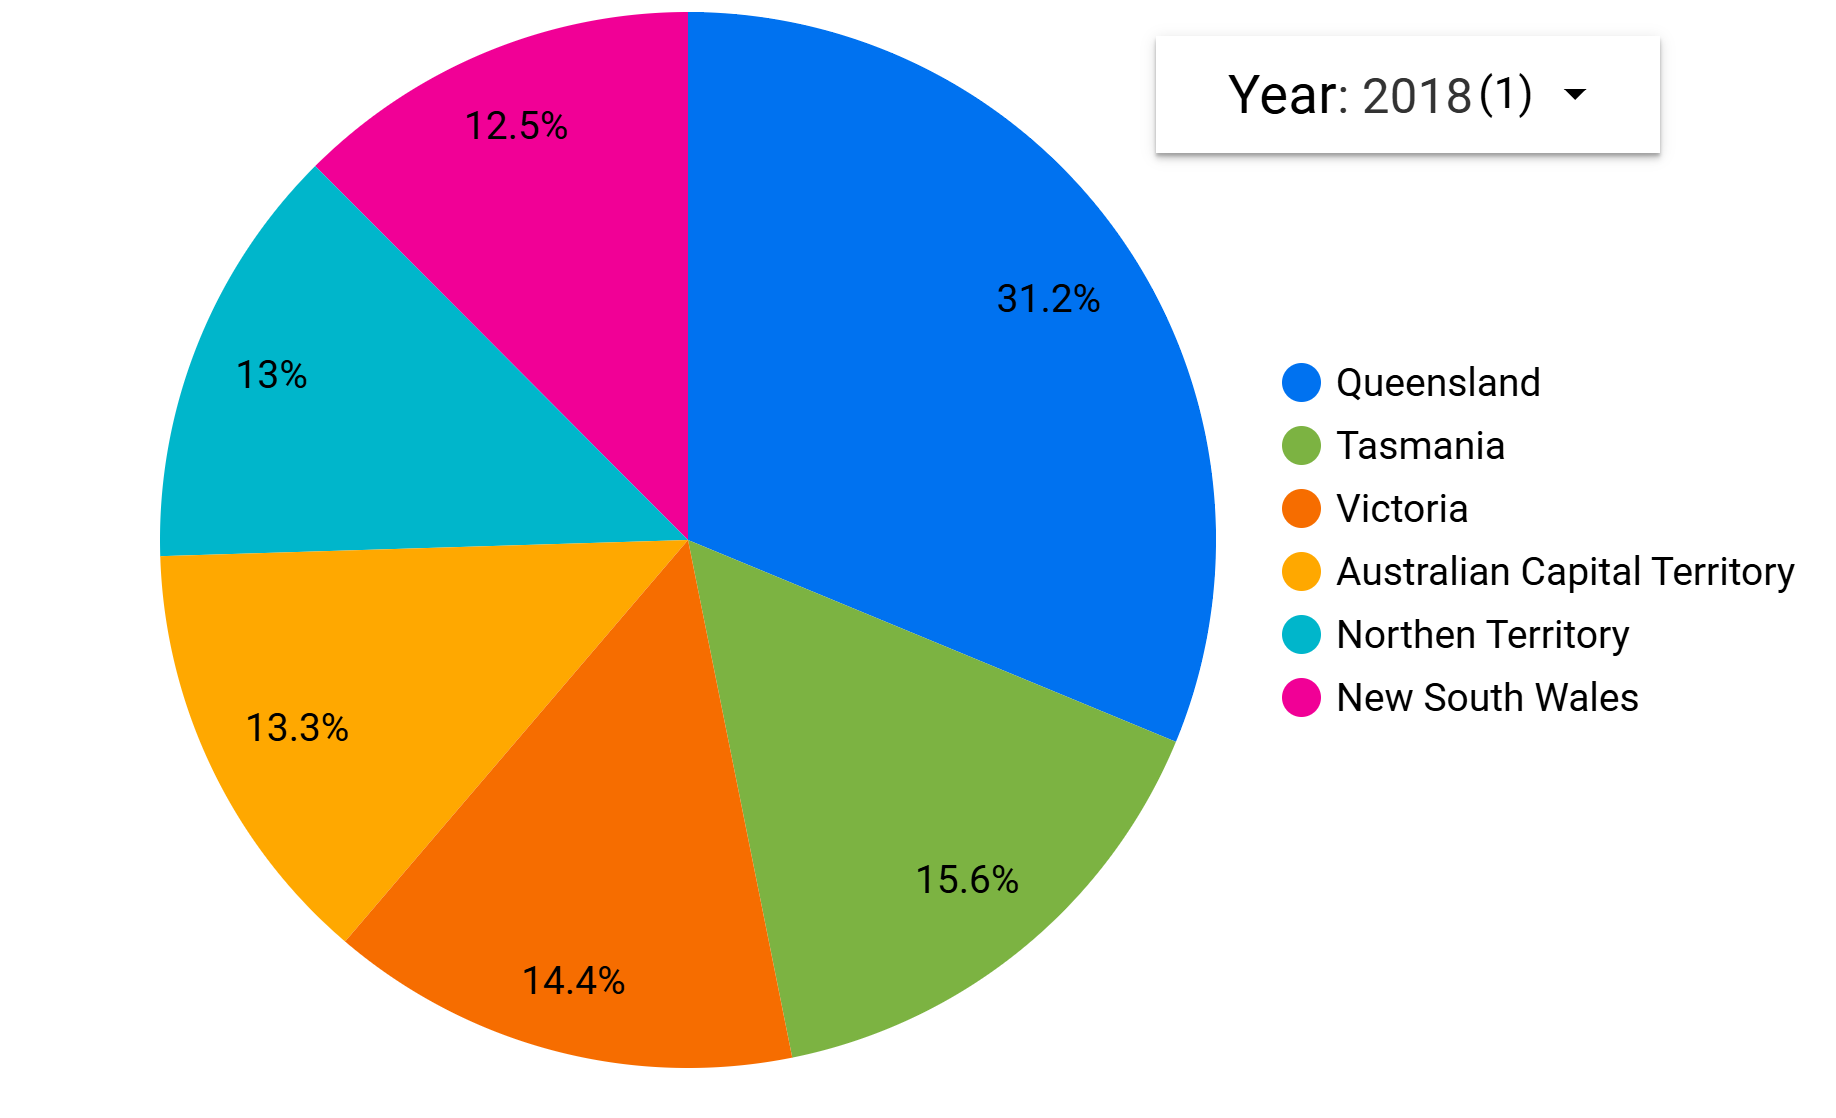 12.5%
Year: 2018 (1)
31.2%
13%
Queensland
Tasmania
Victoria
Australian Capital Territory
Northen Territory
New South Wales
13.3%
15.6%
14.4%